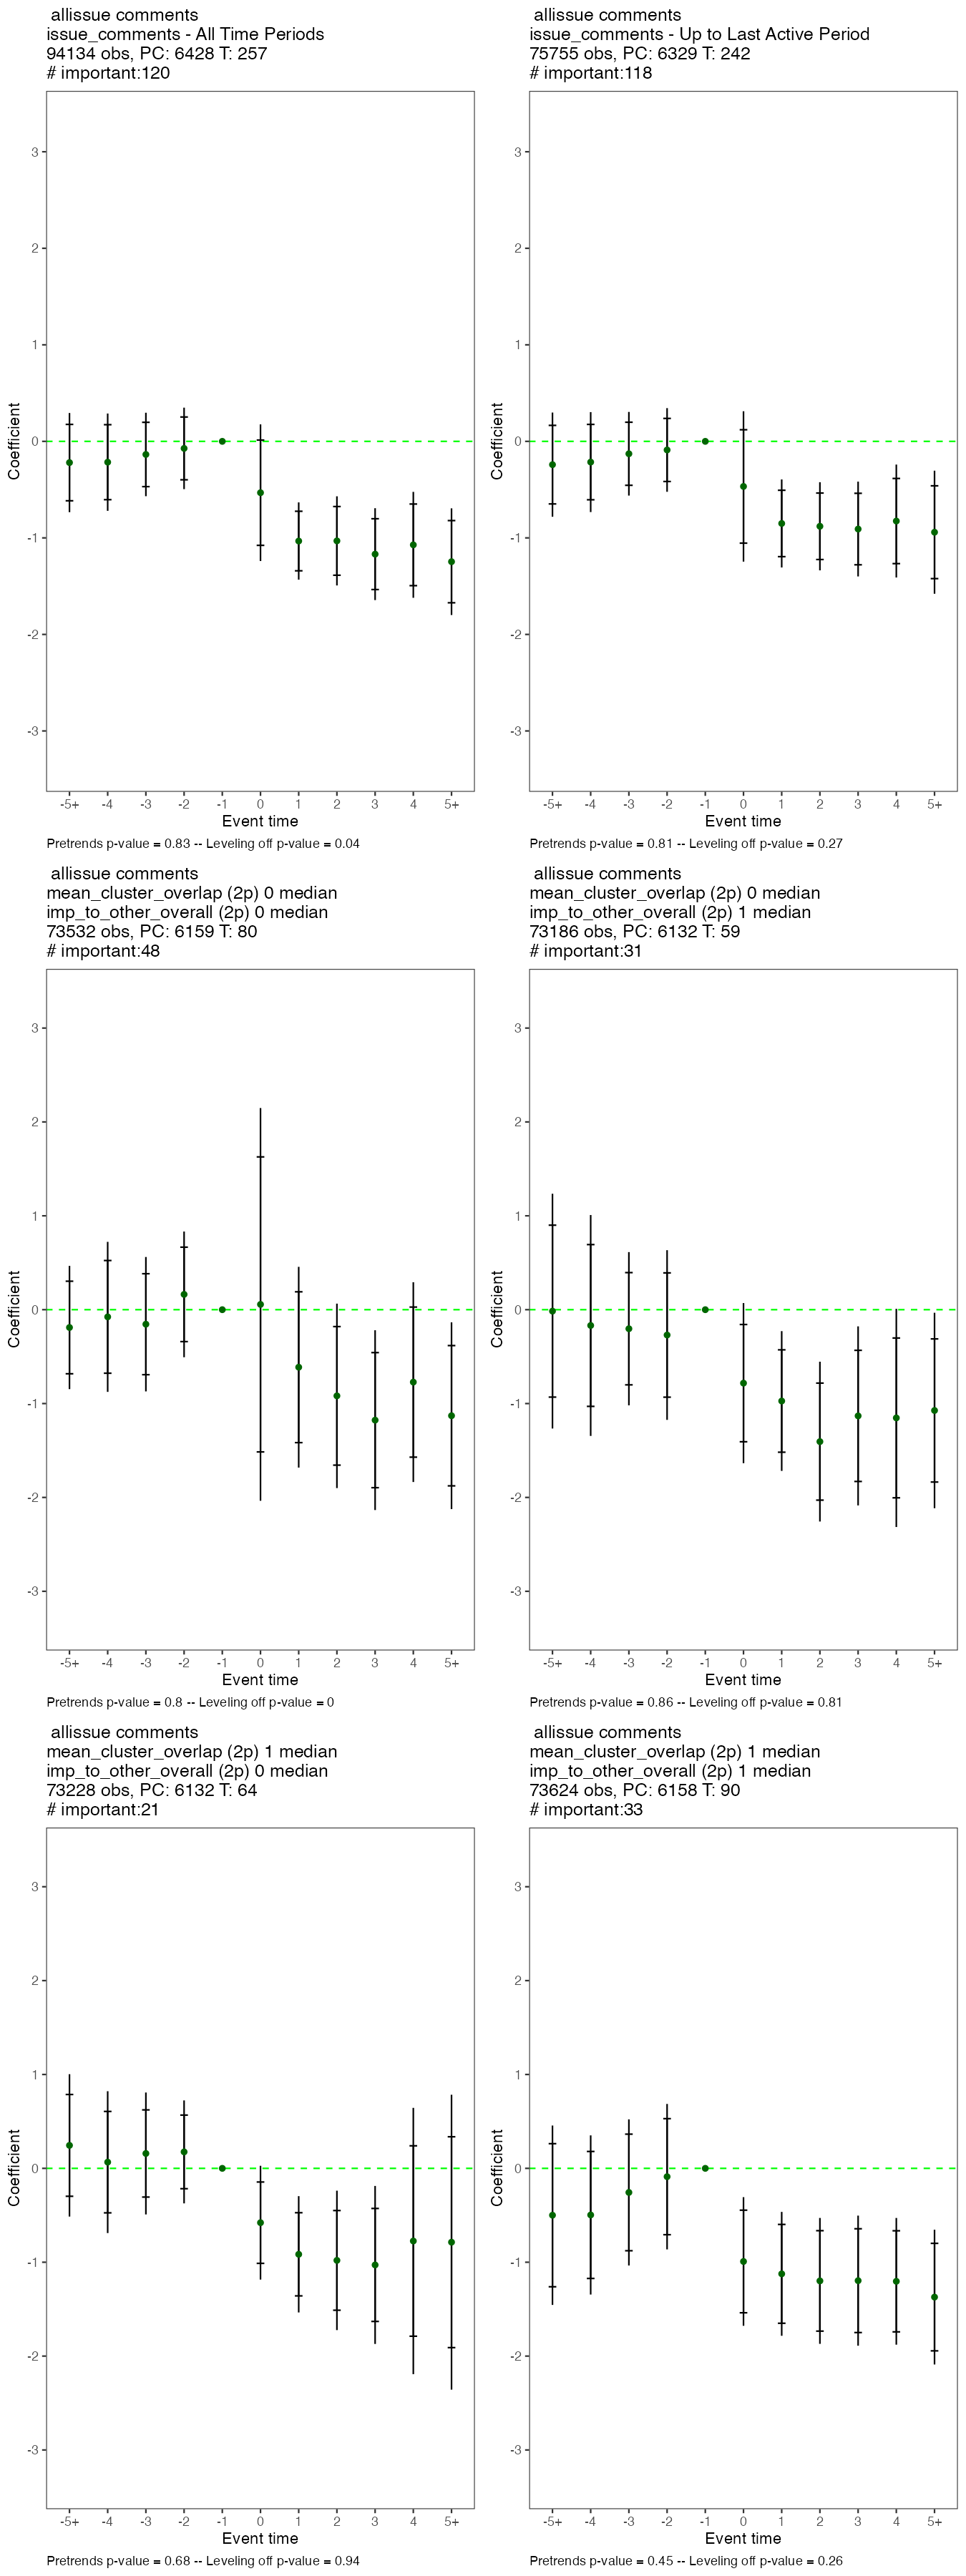 allissue comments
issue_comments - All Time Periods
94134 obs, PC: 6428 T: 257
# important:120
3
2
1
0
-1
-2
-3
Coefficient
-5+ -4 -3 -2 -1 0 1 2 3 4 5+
Event time
Pretrends p-value = 0.83 -- Leveling off p-value = 0.04
allissue comments
issue_comments - Up to Last Active Period
75755 obs, PC: 6329 T: 242
# important:118
3
2
1
0
-1
-2
-3
Coefficient
-5+ -4 -3 -2 -1 0 1 2 3 4 5+
Event time
Pretrends p-value = 0.81 -- Leveling off p-value = 0.27
allissue comments
mean_cluster_overlap (2p) 0 median
imp_to_other_overall (2p) 0 median
73532 obs, PC: 6159 T: 80
# important:48
3
2
1
0
-1
-2
-3
Coefficient
-5+ -4 -3 -2 -1 0 1 2 3 4 5+
Event time
Pretrends p-value = 0.8 -- Leveling off p-value = 0
allissue comments
mean_cluster_overlap (2p) 0 median
imp_to_other_overall (2p) 1 median
73186 obs, PC: 6132 T: 59
# important:31
3
2
1
0
-1
-2
-3
Coefficient
-5+ -4 -3 -2 -1 0 1 2 3 4 5+
Event time
Pretrends p-value = 0.86 -- Leveling off p-value = 0.81
allissue comments
mean_cluster_overlap (2p) 1 median
imp_to_other_overall (2p) 0 median
73228 obs, PC: 6132 T: 64
# important:21
3
2
1
0
-1
-2
-3
Coefficient
-5+ -4 -3 -2 -1 0 1 2 3 4 5+
Event time
Pretrends p-value = 0.68 -- Leveling off p-value = 0.94
allissue comments
mean_cluster_overlap (2p) 1 median
imp_to_other_overall (2p) 1 median
73624 obs, PC: 6158 T: 90
# important:33
3
2
1
0
-1
-2
-3
Coefficient
-5+ -4 -3 -2 -1 0 1 2 3 4 5+
Event time
Pretrends p-value = 0.45 -- Leveling off p-value = 0.26